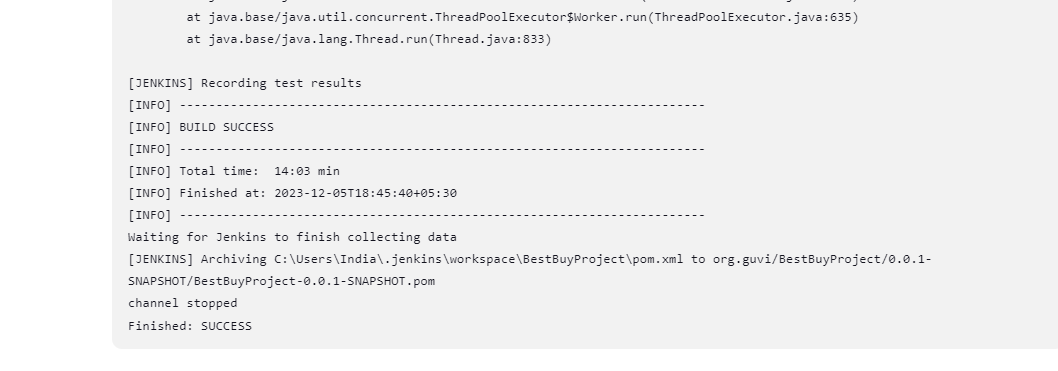 at java.base/java.util.concurrent.ThreadPoolExecutor$Worker.run(ThreadPoolExecutor.java:635)
at java.base/java.lang.Thread.run(Thread.java:833)
[JENKINS] Recording test results
[INFO] ------------------------------------------------------------------------
[INFO] BUILD SUCCESS
[INFO] ------------------------------------------------------------------------
[INFO] Total time:  14:03 min
[INFO] Finished at: 2023-12-05T18:45:40+05:30
[INFO] ------------------------------------------------------------------------
Waiting for Jenkins to finish collecting data
[JENKINS] Archiving C:\Users\India\.jenkins\workspace\BestBuyProject\pom.xml to org.guvi/BestBuyProject/0.0.1-
SNAPSHOT/BestBuyProject-0.0.1-SNAPSHOT.pom
channel stopped
Finished: SUCCESS